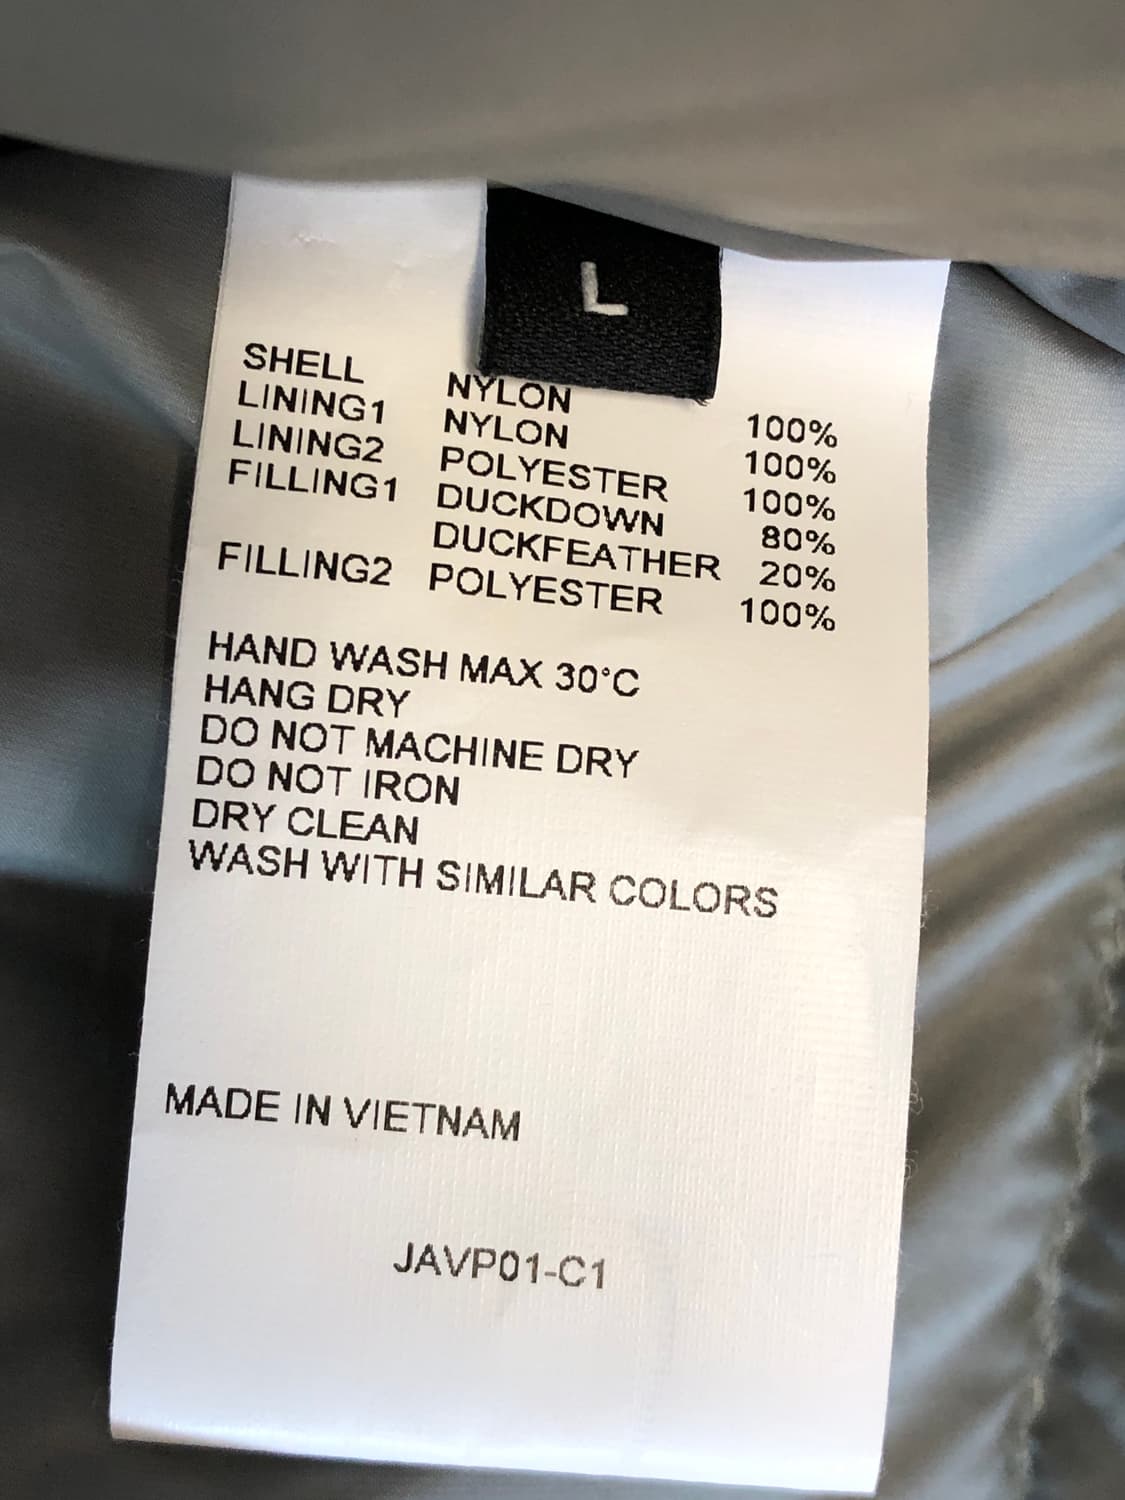 L
SHELL NYLON 100%
LINING1 NYLON 100%
LINING2 POLYESTER 100%
FILLING1 DUCKDOWN 80%
DUCKFEATHER 20%
FILLING2 POLYESTER 100%
HAND WASH MAX 30°C
HANG DRY
DO NOT MACHINE DRY
DO NOT IRON
DRY CLEAN
WASH WITH SIMILAR COLORS
MADE IN VIETNAM
JAVP01-C1